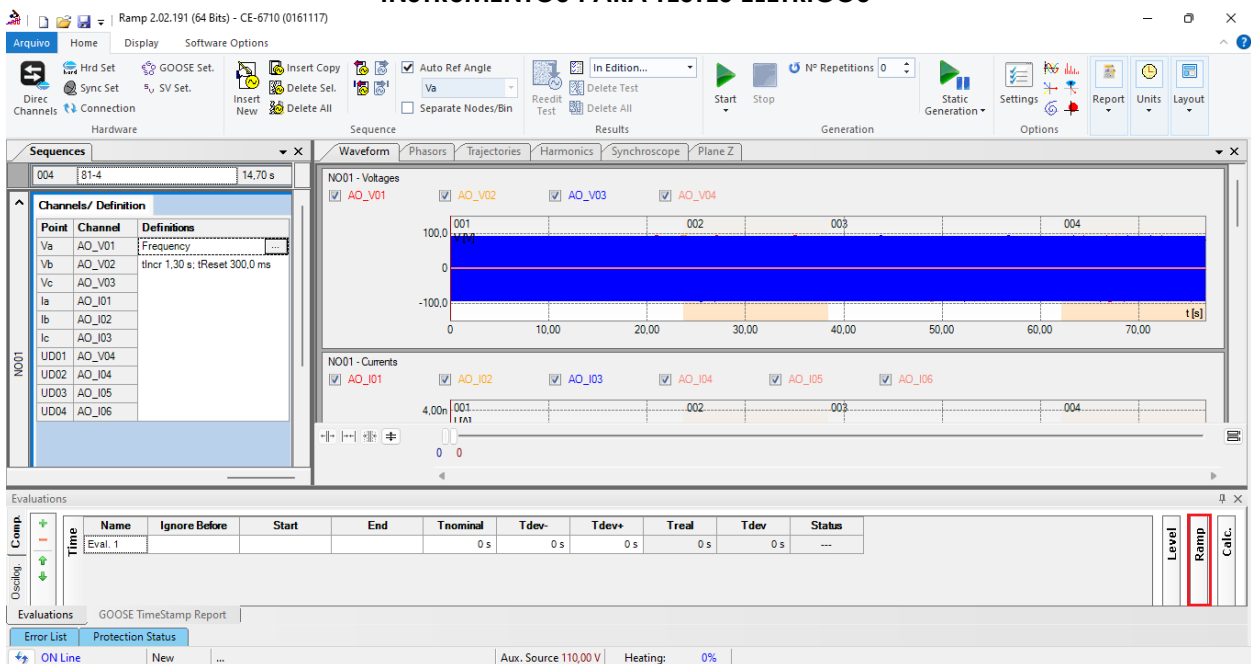 INSTRUMENTOS PARA TESTES ELÉTRICOS
Ramp 2.02.191 (64 Bits) - CE-6710 (0161117)
Arquivo Home Display Software Options
Direc Channels
Hrd Set
Sync Set
Connection
GOOSE Set.
SV Set.
Hardware
Insert New
Insert Copy
Delete Sel.
Delete All
Auto Ref Angle
Va
Separate Nodes/Bin
Sequence
Reedit Test
In Edition...
Delete Test
Delete All
Results
Start
Stop
Nº Repetitions 0
Static Generation
Generation
Settings
Options
Report
Units
Layout
Sequences
004 81-4 14,70 s
Channels/ Definition
Point Channel Definitions
Va AO_V01 Frequency ...
Vb AO_V02 tIncr 1,30 s; tReset 300,0 ms
Vc AO_V03
Ia AO_I01
Ib AO_I02
Ic AO_I03
UD01 AO_V04
UD02 AO_I04
UD03 AO_I05
UD04 AO_I06
NO01
Waveform Phasors Trajectories Harmonics Synchroscope Plane Z
NO01 - Voltages
AO_V01 AO_V02 AO_V03 AO_V04
001 002 003 004
V [V]
100,0
0
-100,0
t [s]
0 10,00 20,00 30,00 40,00 50,00 60,00 70,00
NO01 - Currents
AO_I01 AO_I02 AO_I03 AO_I04 AO_I05 AO_I06
4,00n 001 002 003 004
I [A]
0 0
Evaluations
Comp.
Oscilog.
Time
Name Ignore Before Start End Tnominal Tdev- Tdev+ Treal Tdev Status
Eval. 1 0 s 0 s 0 s 0 s 0 s ---
Level
Ramp
Calc.
Evaluations GOOSE TimeStamp Report
Error List Protection Status
ON Line New ... Aux. Source 110,00 V Heating: 0%